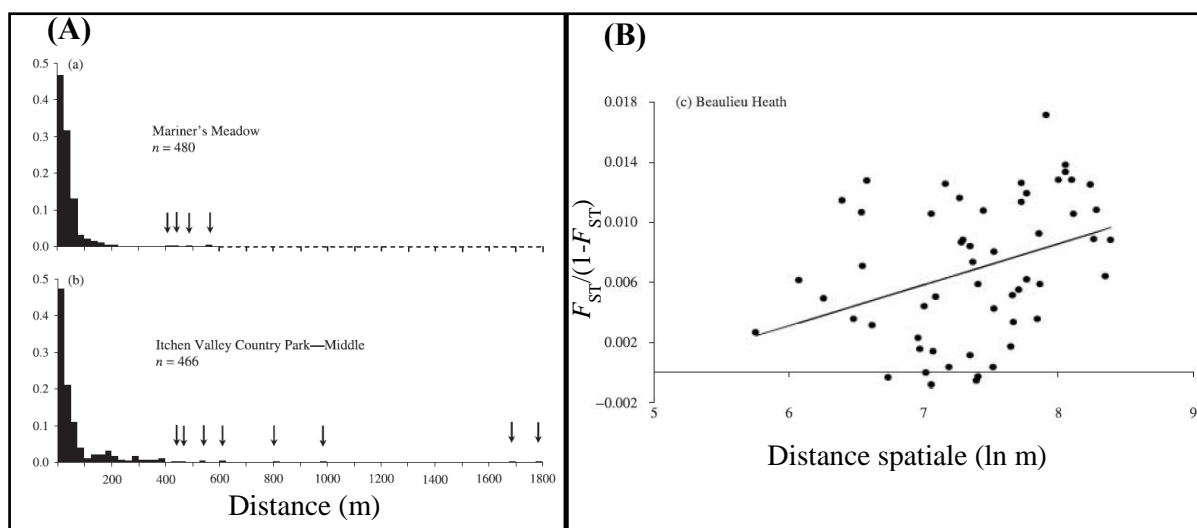 (A)
0.5
(a)
0.4
0.3
Mariner's Meadow
n = 480
0.2
0.1
0.0
0.5
(a)
(b)
0.4
0.3
Itchen Valley Country Park—Middle
n = 466
0.2
0.1
0.0
200 400 600 800 1000 1200 1400 1600 1800
Distance (m)
(B)
0.018
(c) Beaulieu Heath
0.014
0.010
0.006
0.002
−0.002
F_ST/(1-F_ST)
5 6 7 8 9
Distance spatiale (ln m)